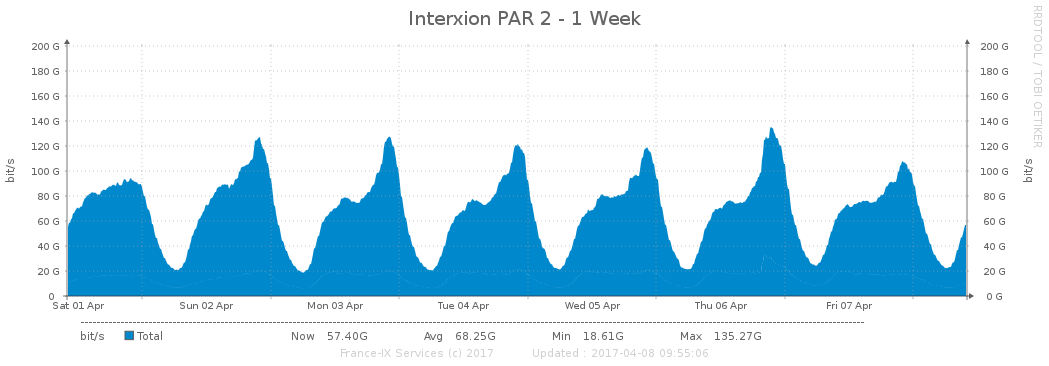 Interxion PAR 2 - 1 Week
RRDTOOL / TOBI OETIKER
bit/s
200 G
180 G
160 G
140 G
120 G
100 G
80 G
60 G
40 G
20 G
0
200 G
180 G
160 G
140 G
120 G
100 G
80 G
60 G
40 G
20 G
0 G
bit/s
Sat 01 Apr Sun 02 Apr Mon 03 Apr Tue 04 Apr Wed 05 Apr Thu 06 Apr Fri 07 Apr
bit/s Total Now 57.40G Avg 68.25G Min 18.61G Max 135.27G
France-IX Services (c) 2017 Updated : 2017-04-08 09:55:06